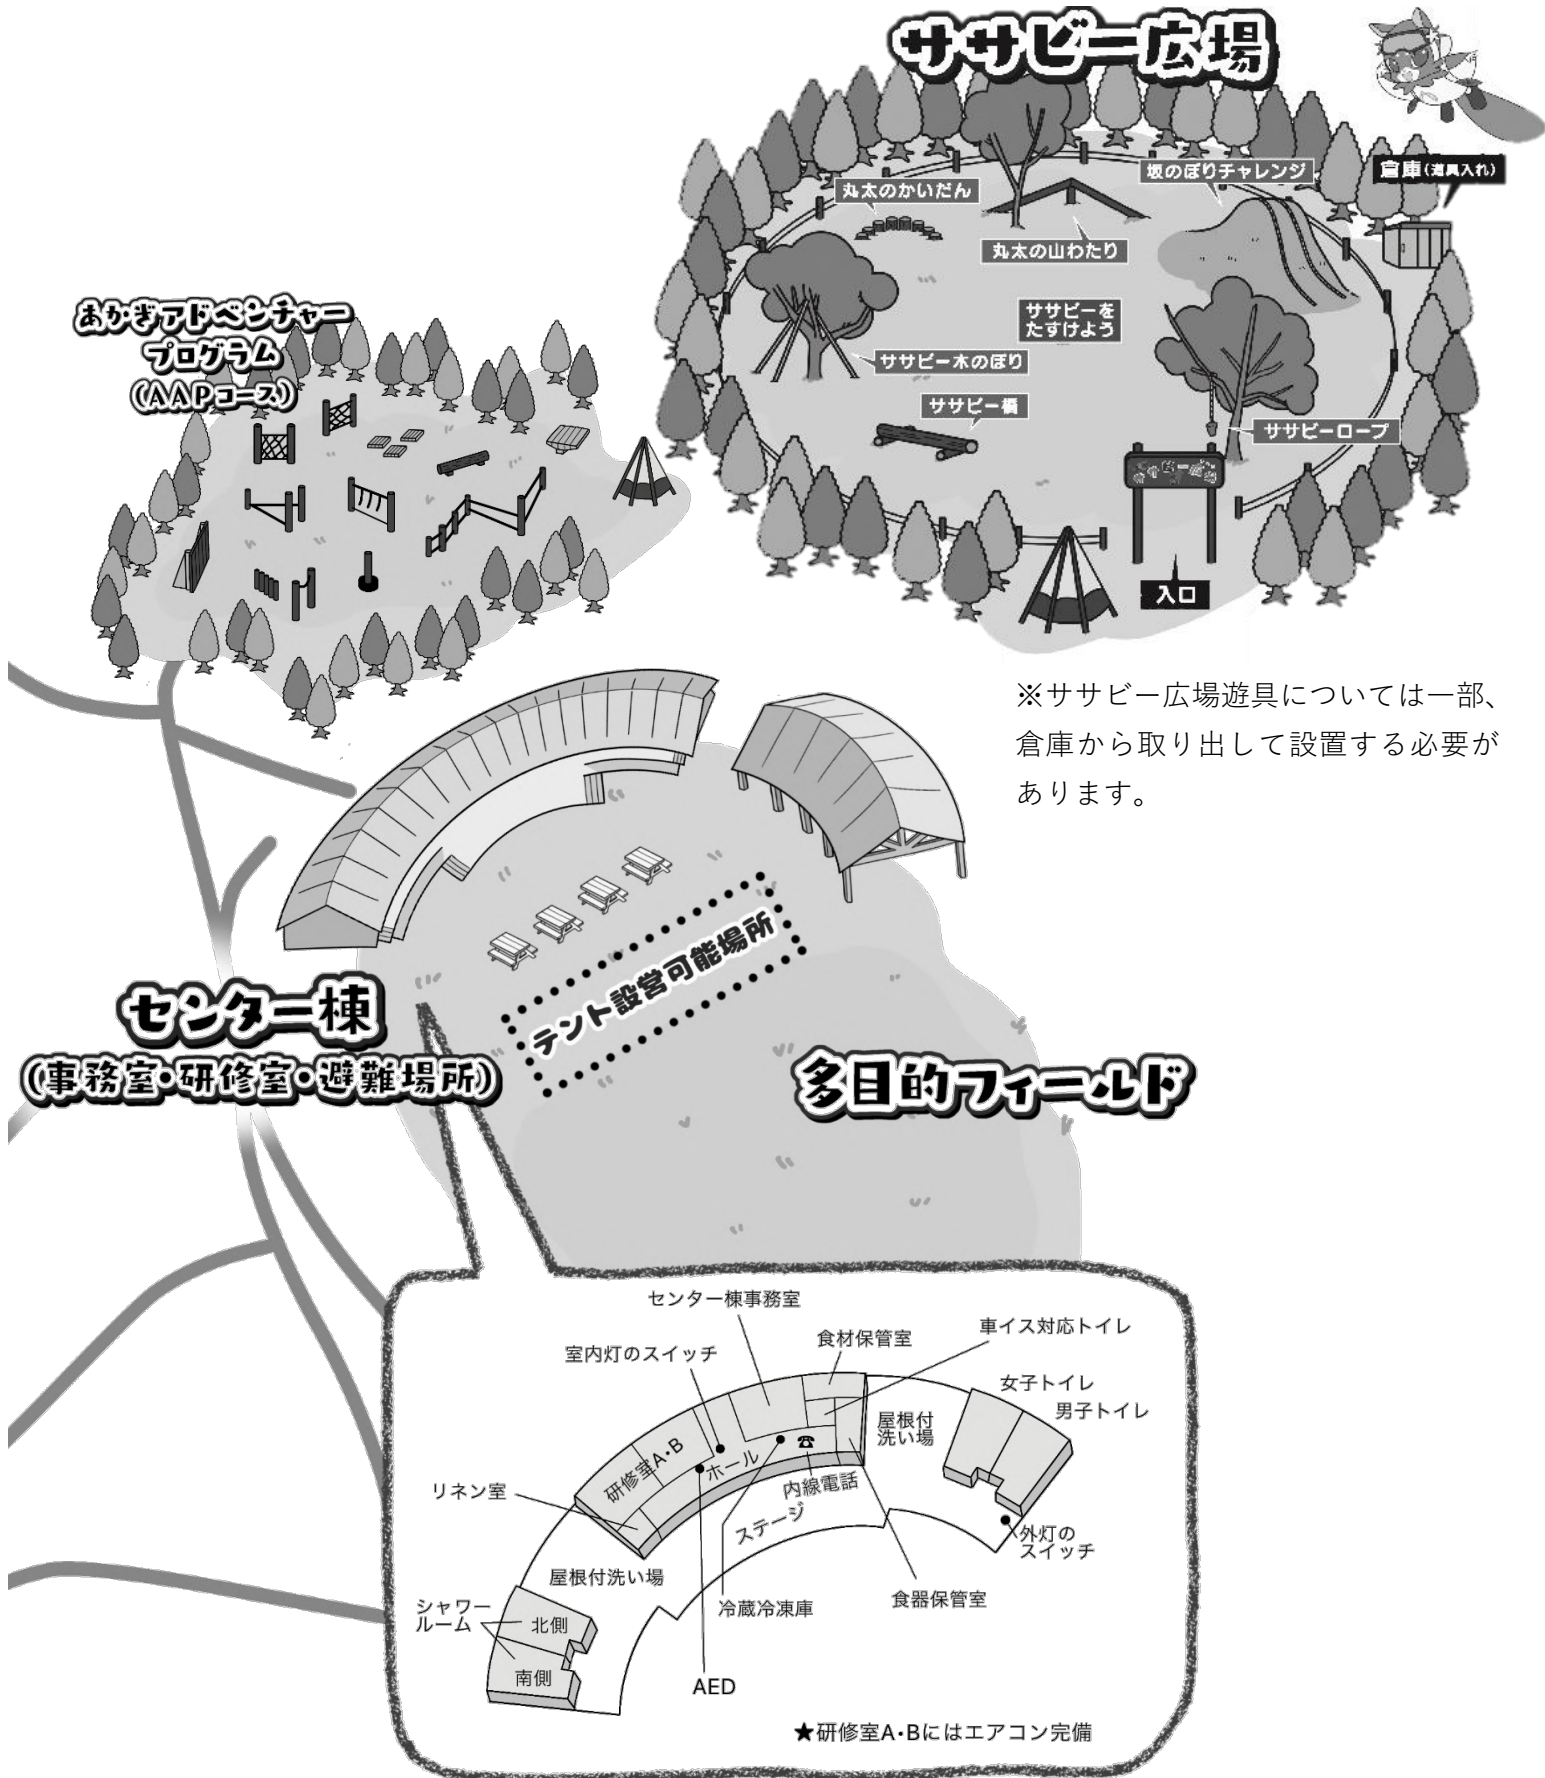 ササビー広場
倉庫(道具入れ)
坂のぼりチャレンジ
丸太のかいだん
丸太の山わたり
ササビーを
たすけよう
ササビー木のぼり
ササビー橋
ササビーロープ
入口
あかぎアドベンチャー
プログラム
(AAPコース)
※ササビー広場遊具については一部、
倉庫から取り出して設置する必要が
あります。
テント設営可能場所
センター棟
(事務室・研修室・避難場所)
多目的フィールド
センター棟事務室
車イス対応トイレ
食材保管室
室内灯のスイッチ
女子トイレ
男子トイレ
屋根付
洗い場
研修室A・B
ホール
内線電話
リネン室
ステージ
外灯の
スイッチ
屋根付洗い場
食器保管室
冷蔵冷凍庫
シャワー
ルーム
北側
南側
AED
★研修室A・Bにはエアコン完備